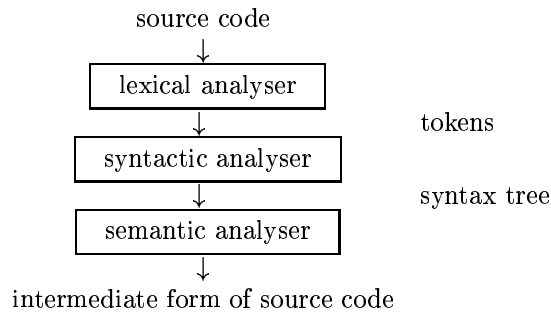 source code
lexical analyser
tokens
syntactic analyser
syntax tree
semantic analyser
intermediate form of source code